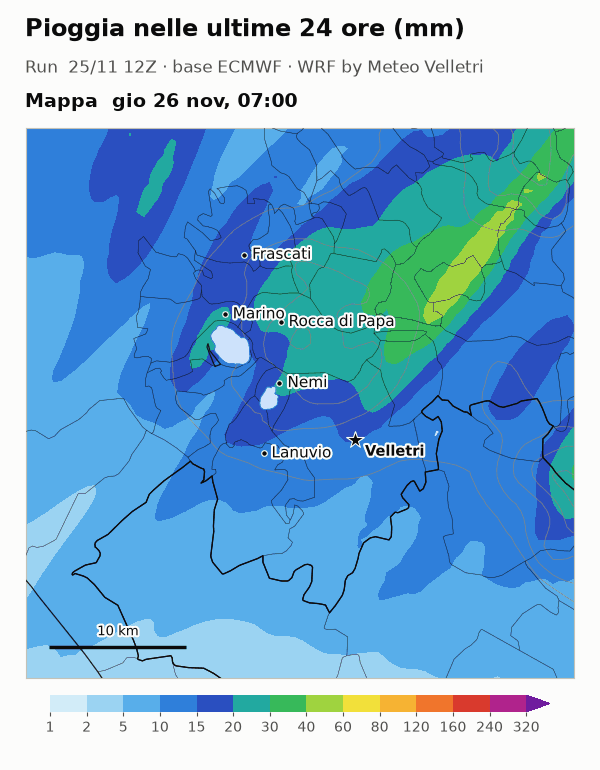 Pioggia nelle ultime 24 ore (mm)
Run 25/11 12Z · base ECMWF · WRF by Meteo Velletri
Mappa gio 26 nov, 07:00
Frascati
Marino
Rocca di Papa
Nemi
Velletri
Lanuvio
10 km
1 2 5 10 15 20 30 40 60 80 120 160 240 320